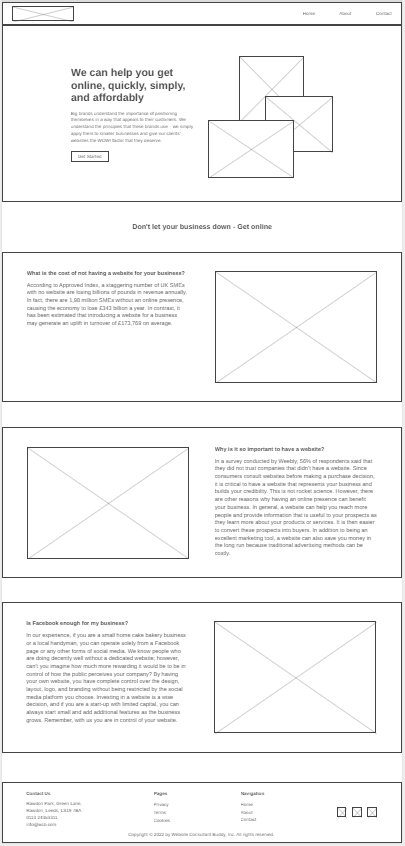 Home About Contact
We can help you get
online, quickly, simply,
and affordably
Big brands understand the importance of positioning
themselves in a way that appears to their customers. We
understand the principles that these brands use - we simply
apply them to smaller businesses and give our clients'
websites the WOW! factor that they deserve.
Get Started
Don't let your business down - Get online
What is the cost of not having a website for your business?
According to Approved Index, a staggering number of UK SMEs
with no website are losing billions of pounds in revenue annually.
In fact, there are 1.98 million SMEs without an online presence,
causing the economy to lose £343 billion a year. In contrast, it
has been estimated that introducing a website for a business
may generate an uplift in turnover of £173,769 on average.
Why is it so important to have a website?
In a survey conducted by Weebly, 56% of respondents said that
they did not trust companies that didn't have a website. Since
consumers consult websites before making a purchase decision,
it is critical to have a website that represents your business and
builds your credibility. This is not rocket science. However, there
are other reasons why having an online presence can benefit
your business. In general, a website can help you reach more
people and provide information that is useful to your prospects as
they learn more about your products or services. It is then easier
to convert these prospects into buyers. In addition to being an
excellent marketing tool, a website can also save you money in
the long run because traditional advertising methods can be
costly.
Is Facebook enough for my business?
In our experience, if you are a small home cake bakery business
or a local handyman, you can operate solely from a Facebook
page or any other forms of social media. We know people who
are doing decently well without a dedicated website; however,
can't you imagine how much more rewarding it would be to be in
control of how the public perceives your company? By having
your own website, you have complete control over the design,
layout, logo, and branding without being restricted by the social
media platform you choose. Investing in a website is a wise
decision, and if you are a start-up with limited capital, you can
always start small and add additional features as the business
grows. Remember, with us you are in control of your website.
Contact Us Pages Navigation
Rawdon Park, Green Lane,
Rawdon, Leeds, LS19 7BA
info@wcb.com
Privacy
Terms
Cookies
Home
About
Contact
Copyright © 2022 by Website Consultant Buddy, Inc. All rights reserved.